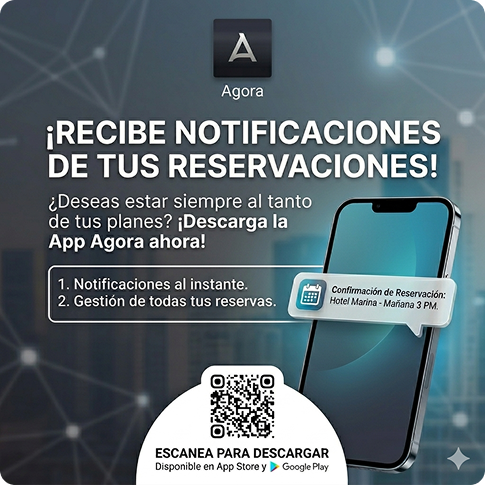 A
Agora
¡RECIBE NOTIFICACIONES
DE TUS RESERVACIONES!
¿Deseas estar siempre al tanto
de tus planes? ¡Descarga la
App Agora ahora!
1. Notificaciones al instante.
2. Gestión de todas tus reservas.
Confirmación de Reservación:
Hotel Marina - Mañana 3 PM.
ESCANEA PARA DESCARGAR
Disponible en App Store y Google Play